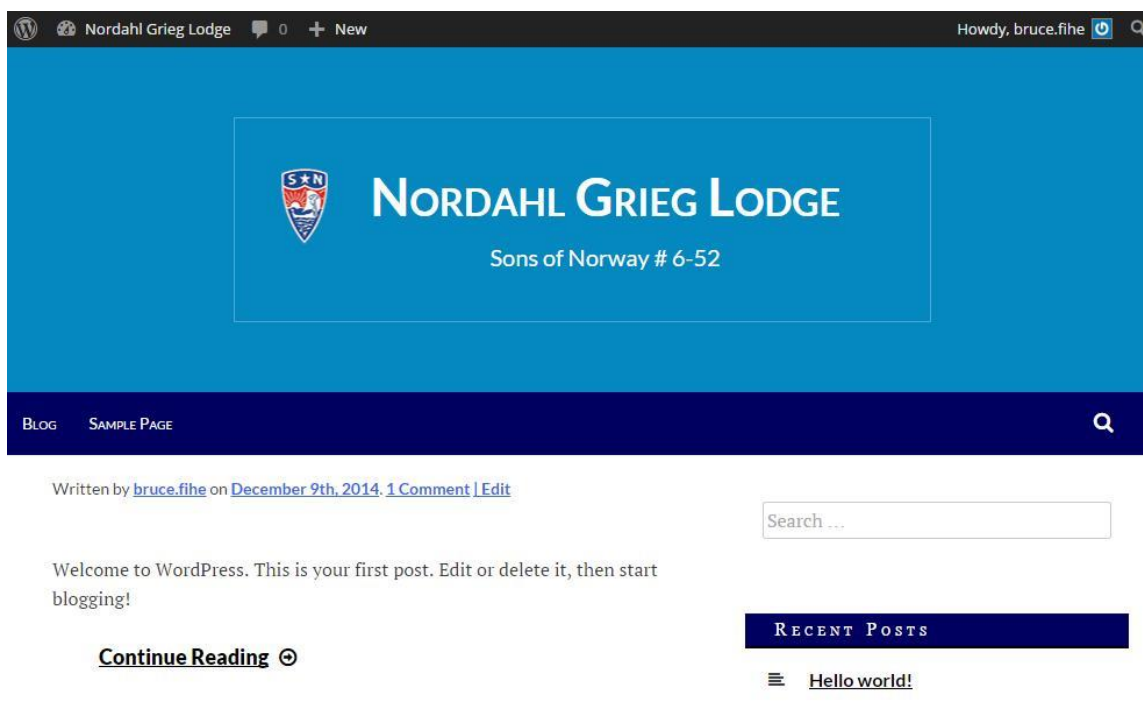 Nordahl Grieg Lodge 0 + New Howdy, bruce.fihe
S★N
NORDAHL GRIEG LODGE
Sons of Norway # 6-52
BLOG SAMPLE PAGE
Written by bruce.fihe on December 9th, 2014. 1 Comment | Edit
Search ...
Welcome to WordPress. This is your first post. Edit or delete it, then start
blogging!
Continue Reading
RECENT POSTS
Hello world!